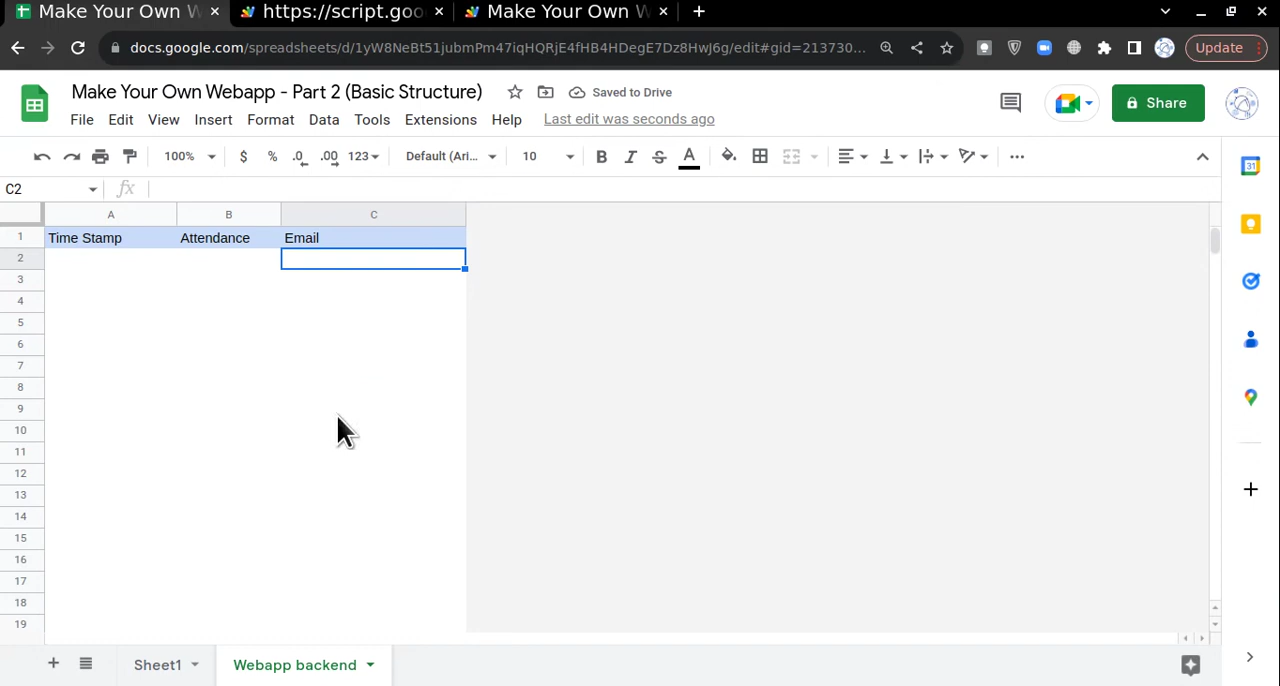 Make Your Own W
https://script.goo
Make Your Own W
docs.google.com/spreadsheets/d/1yW8NeBt51jubmPm47iqHQRjE4fHB4HDegE7Dz8HwJ6g/edit#gid=213730...
Update
Make Your Own Webapp - Part 2 (Basic Structure)
Saved to Drive
Share
File Edit View Insert Format Data Tools Extensions Help Last edit was seconds ago
100% $ % .0 .00 123 Default (Ari... 10 B I S A
C2 fx
A B C
1 Time Stamp Attendance Email
2
3
4
5
6
7
8
9
10
11
12
13
14
15
16
17
18
19
Sheet1 Webapp backend
31